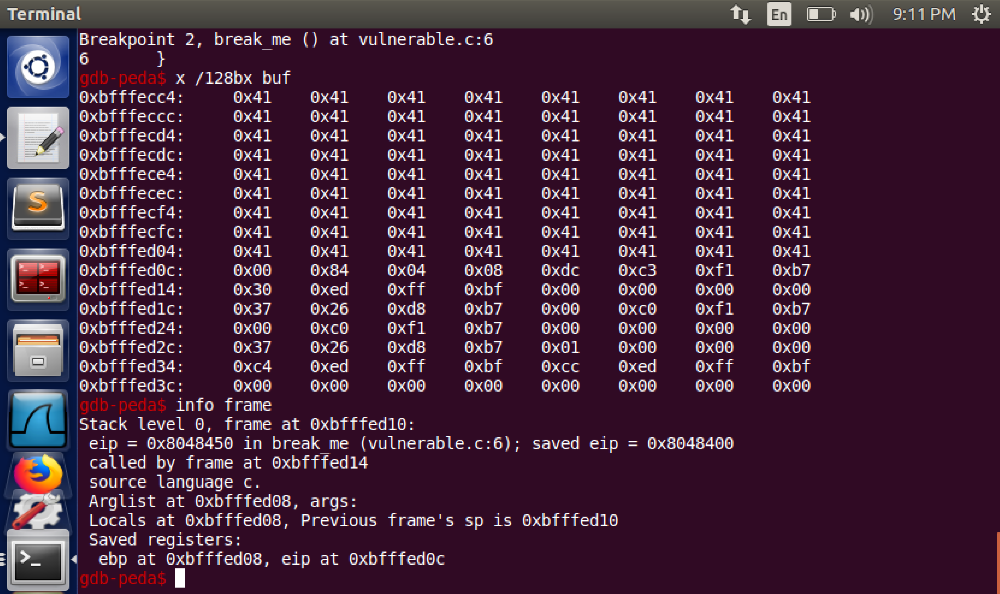 Terminal En 9:11 PM
Breakpoint 2, break_me () at vulnerable.c:6
6       }
gdb-peda$ x /128bx buf
0xbfffecc4:     0x41    0x41    0x41    0x41    0x41    0x41    0x41    0x41
0xbfffeccc:     0x41    0x41    0x41    0x41    0x41    0x41    0x41    0x41
0xbfffecd4:     0x41    0x41    0x41    0x41    0x41    0x41    0x41    0x41
0xbfffecdc:     0x41    0x41    0x41    0x41    0x41    0x41    0x41    0x41
0xbfffece4:     0x41    0x41    0x41    0x41    0x41    0x41    0x41    0x41
0xbfffecec:     0x41    0x41    0x41    0x41    0x41    0x41    0x41    0x41
0xbfffecf4:     0x41    0x41    0x41    0x41    0x41    0x41    0x41    0x41
0xbfffecfc:     0x41    0x41    0x41    0x41    0x41    0x41    0x41    0x41
0xbfffed04:     0x41    0x41    0x41    0x41    0x41    0x41    0x41    0x41
0xbfffed0c:     0x00    0x84    0x04    0x08    0xdc    0xc3    0xf1    0xb7
0xbfffed14:     0x30    0xed    0xff    0xbf    0x00    0x00    0x00    0x00
0xbfffed1c:     0x37    0x26    0xd8    0xb7    0x00    0xc0    0xf1    0xb7
0xbfffed24:     0x00    0xc0    0xf1    0xb7    0x00    0x00    0x00    0x00
0xbfffed2c:     0x37    0x26    0xd8    0xb7    0x01    0x00    0x00    0x00
0xbfffed34:     0xc4    0xed    0xff    0xbf    0xcc    0xed    0xff    0xbf
0xbfffed3c:     0x00    0x00    0x00    0x00    0x00    0x00    0x00    0x00
gdb-peda$ info frame
Stack level 0, frame at 0xbfffed10:
 eip = 0x8048450 in break_me (vulnerable.c:6); saved eip = 0x8048400
 called by frame at 0xbfffed14
 source language c.
 Arglist at 0xbfffed08, args:
 Locals at 0xbfffed08, Previous frame's sp is 0xbfffed10
 Saved registers:
  ebp at 0xbfffed08, eip at 0xbfffed0c
gdb-peda$